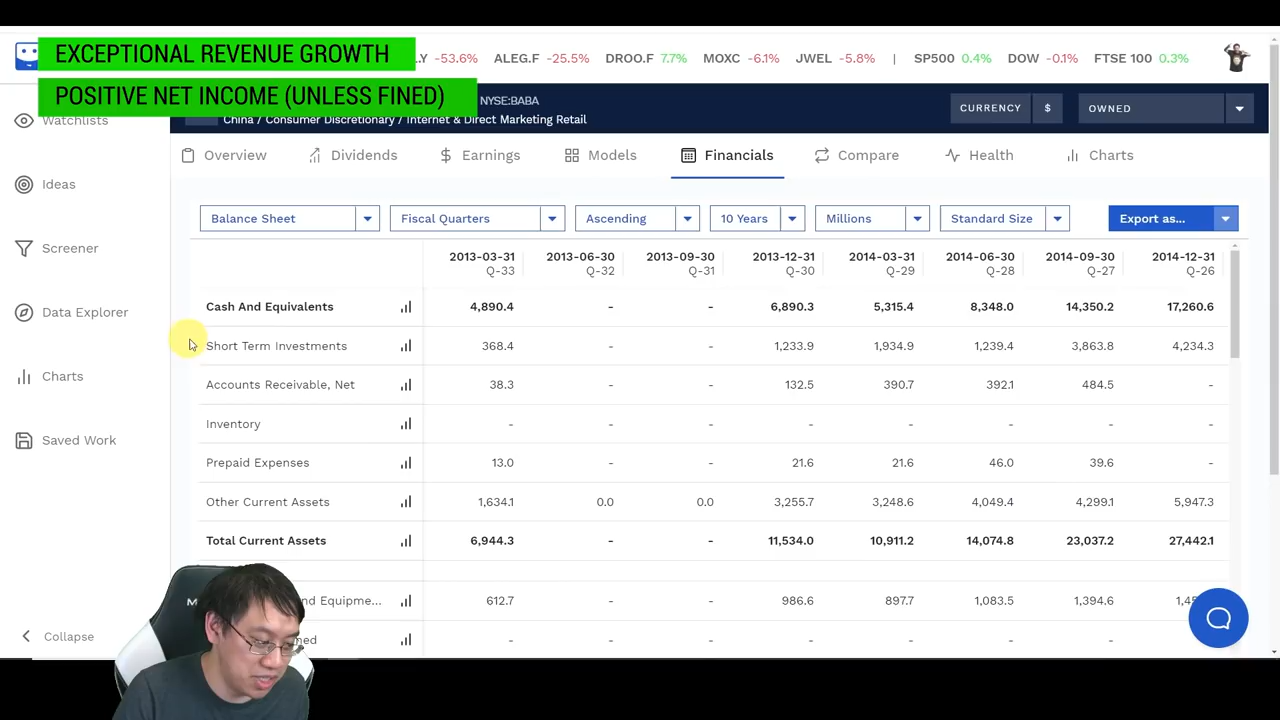 EXCEPTIONAL REVENUE GROWTH
POSITIVE NET INCOME (UNLESS FINED)
-53.6% ALEG.F -25.5% DROO.F 7.7% MOXC -6.1% JWEL -5.8% | SP500 0.4% DOW -0.1% FTSE 100 0.3%
NYSE:BABA
China / Consumer Discretionary / Internet & Direct Marketing Retail
CURRENCY $ OWNED
Watchlists
Ideas
Screener
Data Explorer
Charts
Saved Work
Collapse
Overview Dividends Earnings Models Financials Compare Health Charts
Balance Sheet Fiscal Quarters Ascending 10 Years Millions Standard Size Export as...
2013-03-31 2013-06-30 2013-09-30 2013-12-31 2014-03-31 2014-06-30 2014-09-30 2014-12-31
Q-33 Q-32 Q-31 Q-30 Q-29 Q-28 Q-27 Q-26
Cash And Equivalents 4,890.4 - - 6,890.3 5,315.4 8,348.0 14,350.2 17,260.6
Short Term Investments 368.4 - - 1,233.9 1,934.9 1,239.4 3,863.8 4,234.3
Accounts Receivable, Net 38.3 - - 132.5 390.7 392.1 484.5 -
Inventory - - - - - - - -
Prepaid Expenses 13.0 - - 21.6 21.6 46.0 39.6 -
Other Current Assets 1,634.1 0.0 0.0 3,255.7 3,248.6 4,049.4 4,299.1 5,947.3
Total Current Assets 6,944.3 - - 11,534.0 10,911.2 14,074.8 23,037.2 27,442.1
nd Equipme... 612.7 - - 986.6 897.7 1,083.5 1,394.6
- - - - - - - -